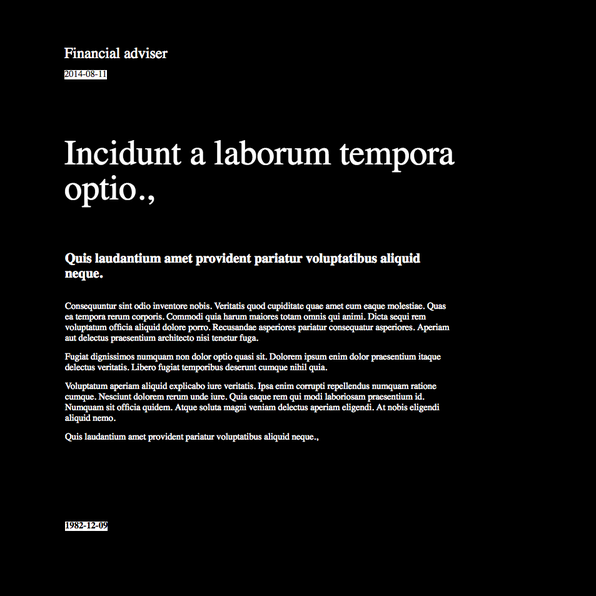 Financial adviser
2014-08-11
Incidunt a laborum tempora
optio.,
Quis laudantium amet provident pariatur voluptatibus aliquid
neque.
Consequuntur sint odio inventore nobis. Veritatis quod cupiditate quae amet eum eaque molestiae. Quas
ea tempora rerum corporis. Commodi quia harum maiores totam omnis qui animi. Dicta sequi rem
voluptatum officia aliquid dolore porro. Recusandae asperiores pariatur consequatur asperiores. Aperiam
aut delectus praesentium architecto nisi tenetur fuga.
Fugiat dignissimos numquam non dolor optio quasi sit. Dolorem ipsum enim dolor praesentium itaque
delectus veritatis. Libero fugiat temporibus deserunt cumque nihil quia.
Voluptatum aperiam aliquid explicabo iure veritatis. Ipsa enim corrupti repellendus numquam ratione
cumque. Nesciunt dolorem rerum unde iure. Quia eaque rem qui modi laboriosam praesentium id.
Numquam sit officia quidem. Atque soluta magni veniam delectus aperiam eligendi. At nobis eligendi
aliquid nemo.
Quis laudantium amet provident pariatur voluptatibus aliquid neque.,
1982-12-09